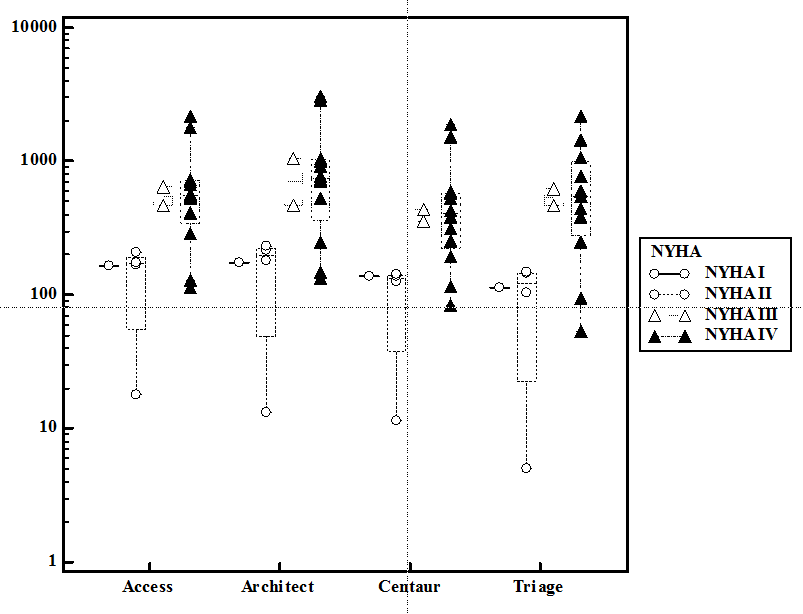 10000
1000
100
10
1
Access Architect Centaur Triage
NYHA
NYHA I
NYHA II
NYHA III
NYHA IV